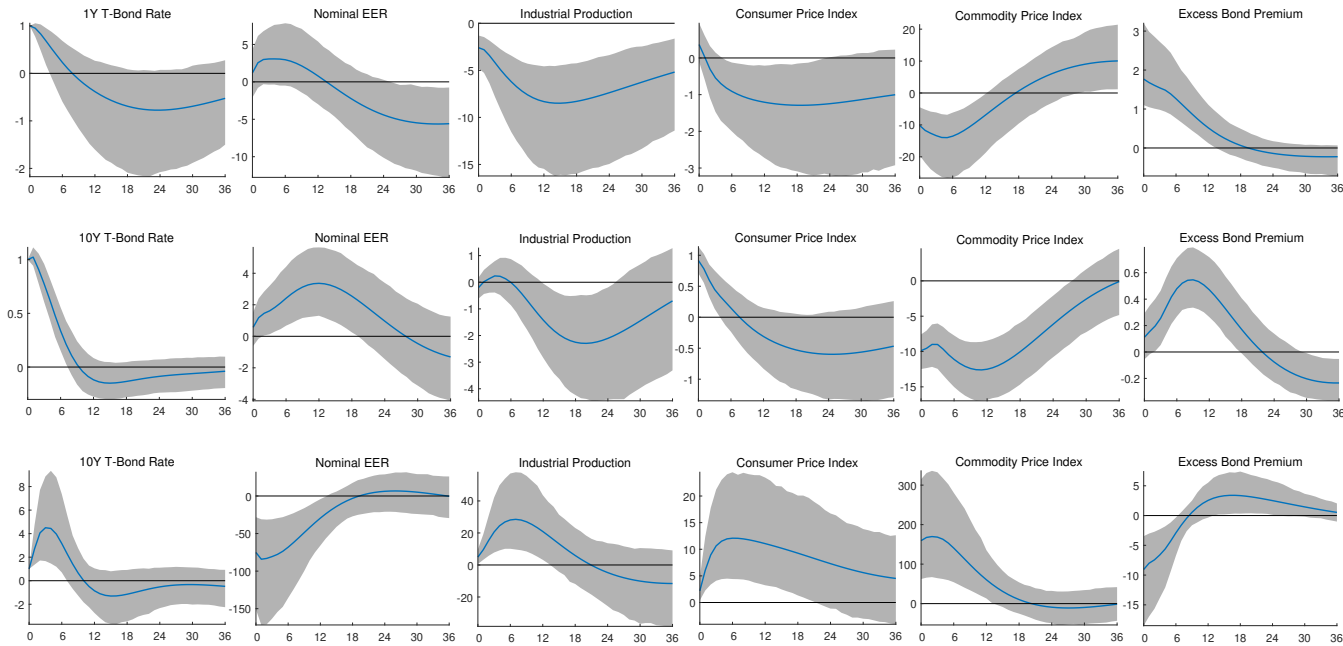 1Y T-Bond Rate Nominal EER Industrial Production Consumer Price Index Commodity Price Index Excess Bond Premium
1 0 -1 -2
5 0 -5 -10
0 -5 -10 -15
0 -1 -2 -3
20 10 0 -10 -20
3 2 1 0
0 6 12 18 24 30 36 0 6 12 18 24 30 36 0 6 12 18 24 30 36 0 6 12 18 24 30 36 0 6 12 18 24 30 36 0 6 12 18 24 30 36
10Y T-Bond Rate Nominal EER Industrial Production Consumer Price Index Commodity Price Index Excess Bond Premium
1 0.5 0
4 2 0 -2 -4
1 0 -1 -2 -3 -4
1 0.5 0 -0.5 -1
0 -5 -10 -15
0.6 0.4 0.2 0 -0.2
0 6 12 18 24 30 36 0 6 12 18 24 30 36 0 6 12 18 24 30 36 0 6 12 18 24 30 36 0 6 12 18 24 30 36 0 6 12 18 24 30 36
10Y T-Bond Rate Nominal EER Industrial Production Consumer Price Index Commodity Price Index Excess Bond Premium
8 6 4 2 0 -2
0 -50 -100 -150
40 20 0 -20
20 15 10 5 0
300 200 100 0
5 0 -5 -10 -15
0 6 12 18 24 30 36 0 6 12 18 24 30 36 0 6 12 18 24 30 36 0 6 12 18 24 30 36 0 6 12 18 24 30 36 0 6 12 18 24 30 36